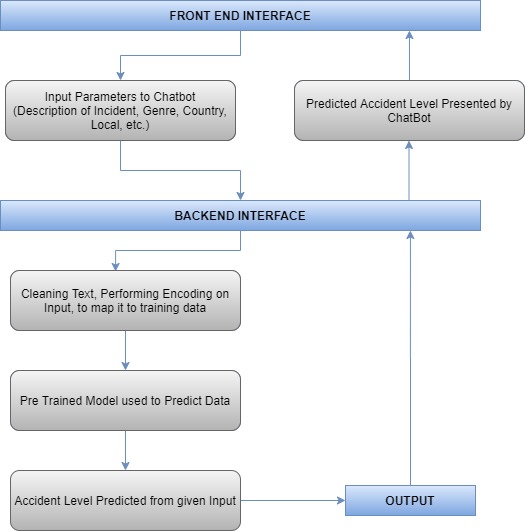 FRONT END INTERFACE
Input Parameters to Chatbot
(Description of Incident, Genre, Country,
Local, etc.)
Predicted Accident Level Presented by
ChatBot
BACKEND INTERFACE
Cleaning Text, Performing Encoding on
Input, to map it to training data
Pre Trained Model used to Predict Data
Accident Level Predicted from given Input
OUTPUT